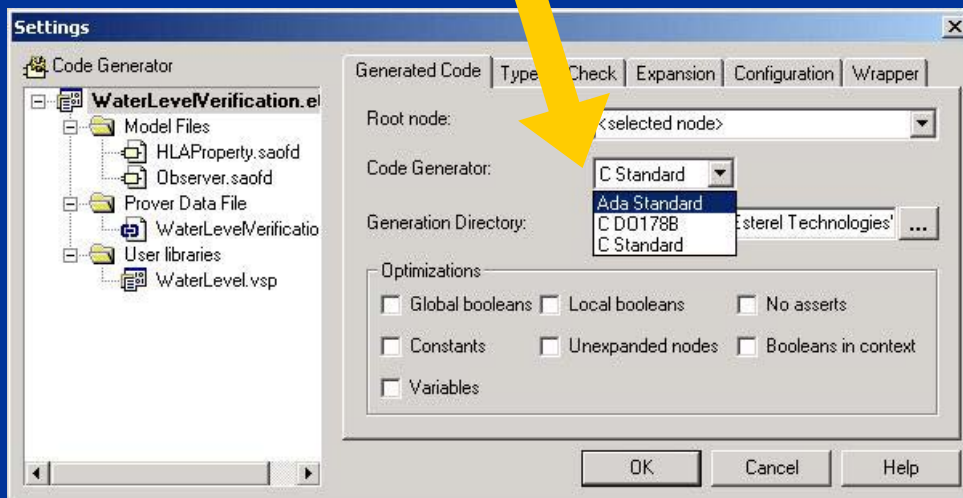 Settings
Code Generator
WaterLevelVerification.et
Model Files
HLAProperty.saofd
Observer.saofd
Prover Data File
WaterLevelVerificatio
User libraries
WaterLevel.vsp
Generated Code
Check
Expansion
Configuration
Wrapper
Root node:
<selected node>
Code Generator:
C Standard
Ada Standard
C DO178B
C Standard
Generation Directory:
Esterel Technologies'
...
Optimizations
Global booleans
Local booleans
No asserts
Constants
Unexpanded nodes
Booleans in context
Variables
OK
Cancel
Help